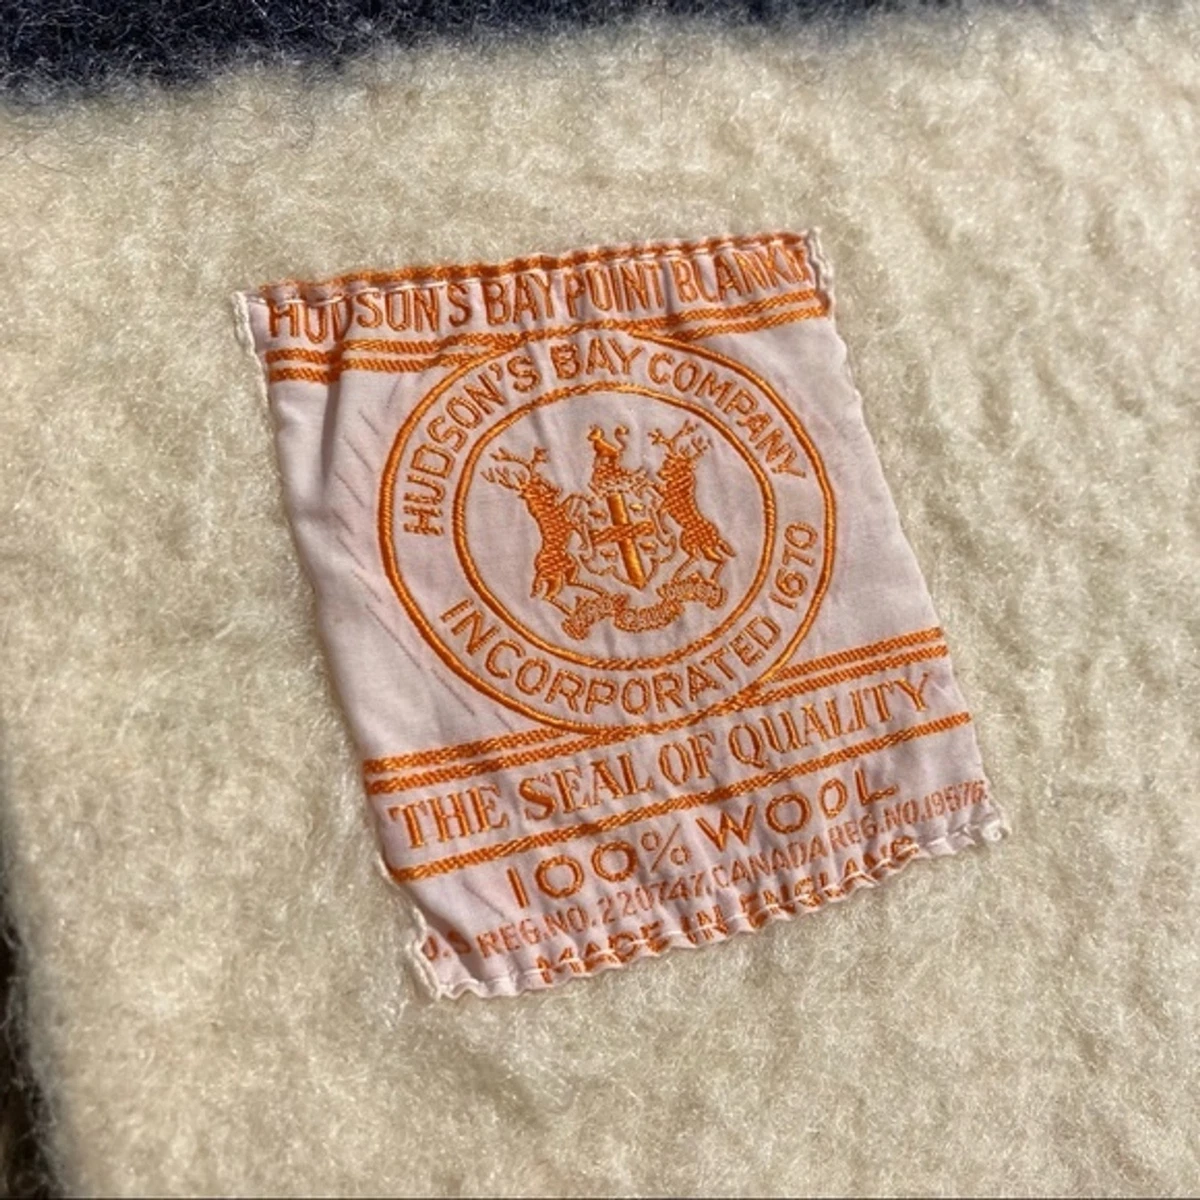 HUDSON'S BAY POINT BLANKET
HUDSON'S BAY COMPANY
INCORPORATED 1670
THE SEAL OF QUALITY
100% WOOL
U.S REG.NO.220747, CANADA REG.NO.
MADE IN ENGLAND